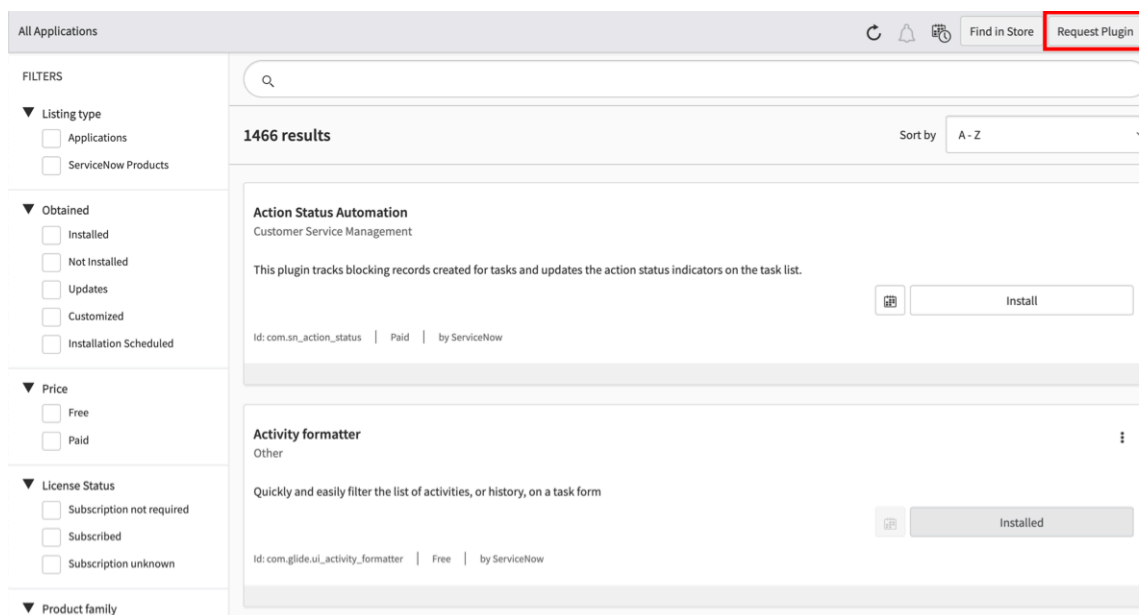 All Applications
Find in Store
Request Plugin
FILTERS
Listing type
Applications
ServiceNow Products
Obtained
Installed
Not Installed
Updates
Customized
Installation Scheduled
Price
Free
Paid
License Status
Subscription not required
Subscribed
Subscription unknown
Product family
1466 results
Sort by
A - Z
Action Status Automation
Customer Service Management
This plugin tracks blocking records created for tasks and updates the action status indicators on the task list.
Install
Id: com.sn_action_status | Paid | by ServiceNow
Activity formatter
Other
Quickly and easily filter the list of activities, or history, on a task form
Installed
Id: com.glide.ui_activity_formatter | Free | by ServiceNow